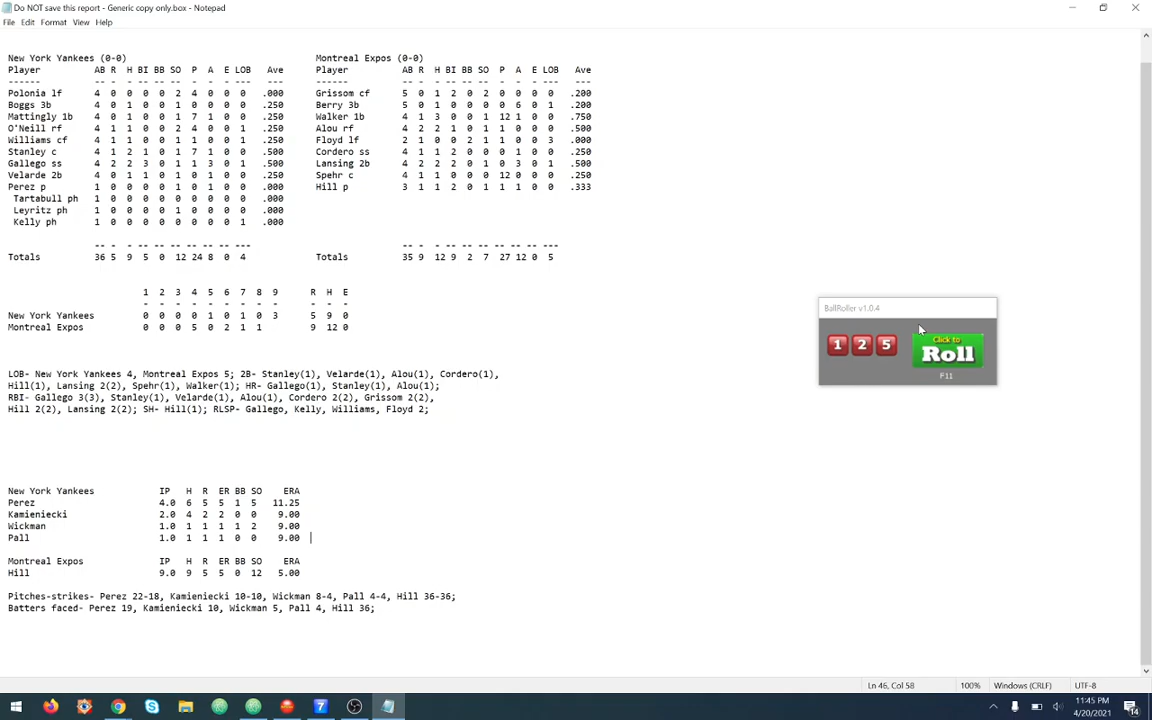 Do NOT save this report - Generic copy only.box - Notepad
File Edit Format View Help
New York Yankees (0-0) Montreal Expos (0-0)
Player AB R H BI BB SO P A E LOB Ave Player AB R H BI BB SO P A E LOB Ave
------ -- - - - - - - - - --- --- ------ -- - - - - - - - - --- ---
Polonia lf 4 0 0 0 0 2 4 0 0 0 .000 Grissom cf 5 0 1 2 0 2 0 0 0 0 .200
Boggs 3b 4 0 1 0 0 1 0 0 0 0 .250 Berry 3b 5 0 1 0 0 0 0 6 0 1 .200
Mattingly 1b 4 0 1 0 0 1 7 1 0 0 .250 Walker 1b 4 1 3 0 0 1 12 1 0 0 .750
O'Neill rf 4 1 1 0 0 2 4 0 0 1 .250 Alou rf 4 2 2 1 0 1 1 0 0 0 .500
Williams cf 4 1 1 0 0 1 1 0 0 1 .250 Floyd lf 2 1 0 0 2 1 1 0 0 3 .000
Stanley c 4 1 2 1 0 1 7 1 0 0 .500 Cordero ss 4 1 1 2 0 0 0 1 0 0 .250
Gallego ss 4 2 2 3 0 1 1 3 0 1 .500 Lansing 2b 4 2 2 2 0 1 0 3 0 1 .500
Velarde 2b 4 0 1 1 0 1 0 1 0 0 .250 Spehr c 4 1 1 0 0 0 12 0 0 0 .250
Perez p 1 0 0 0 0 1 0 1 0 0 .000 Hill p 3 1 1 2 0 1 1 1 0 0 .333
Tartabull ph 1 0 0 0 0 0 0 0 0 0 .000
Leyritz ph 1 0 0 0 0 1 0 0 0 0 .000
Kelly ph 1 0 0 0 0 0 0 0 0 1 .000
-- - - - - -- -- - - --- -- - -- - - - -- -- - ---
Totals 36 5 9 5 0 12 24 8 0 4 Totals 35 9 12 9 2 7 27 12 0 5
1 2 3 4 5 6 7 8 9 R H E
- - - - - - - - - - - -
New York Yankees 0 0 0 0 1 0 1 0 3 5 9 0
Montreal Expos 0 0 0 5 0 2 1 1 9 12 0
LOB- New York Yankees 4, Montreal Expos 5; 2B- Stanley(1), Velarde(1), Alou(1), Cordero(1),
Hill(1), Lansing 2(2), Spehr(1), Walker(1); HR- Gallego(1), Stanley(1), Alou(1);
RBI- Gallego 3(3), Stanley(1), Velarde(1), Alou(1), Cordero 2(2), Grissom 2(2),
Hill 2(2), Lansing 2(2); SH- Hill(1); RLSP- Gallego, Kelly, Williams, Floyd 2;
New York Yankees IP H R ER BB SO ERA
Perez 4.0 6 5 5 1 5 11.25
Kamieniecki 2.0 4 2 2 0 0 9.00
Wickman 1.0 1 1 1 1 2 9.00
Pall 1.0 1 1 1 0 0 9.00
Montreal Expos IP H R ER BB SO ERA
Hill 9.0 9 5 5 0 12 5.00
Pitches-strikes- Perez 22-18, Kamieniecki 10-10, Wickman 8-4, Pall 4-4, Hill 36-36;
Batters faced- Perez 19, Kamieniecki 10, Wickman 5, Pall 4, Hill 36;
BallRoller v1.0.4
1 2 5
Click to
Roll
F11
Ln 46, Col 58 100% Windows (CRLF) UTF-8
7
11:45 PM
4/20/2021
14